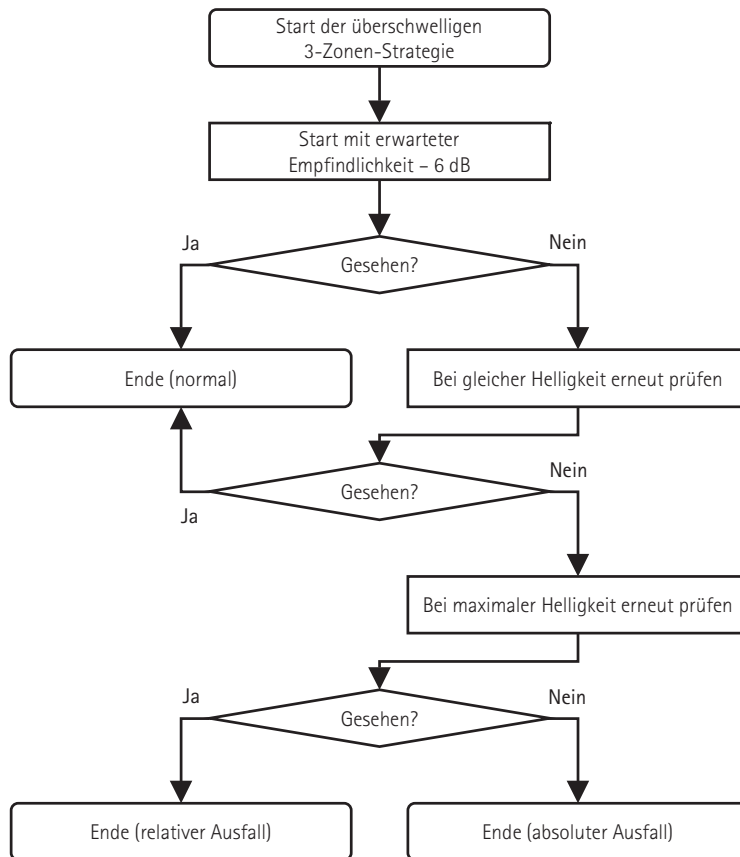 Start der überschwelligen
3-Zonen-Strategie
Start mit erwarteter
Empfindlichkeit – 6 dB
Ja
Nein
Gesehen?
Ende (normal)
Bei gleicher Helligkeit erneut prüfen
Nein
Gesehen?
Ja
Bei maximaler Helligkeit erneut prüfen
Ja
Nein
Gesehen?
Ende (relativer Ausfall)
Ende (absoluter Ausfall)